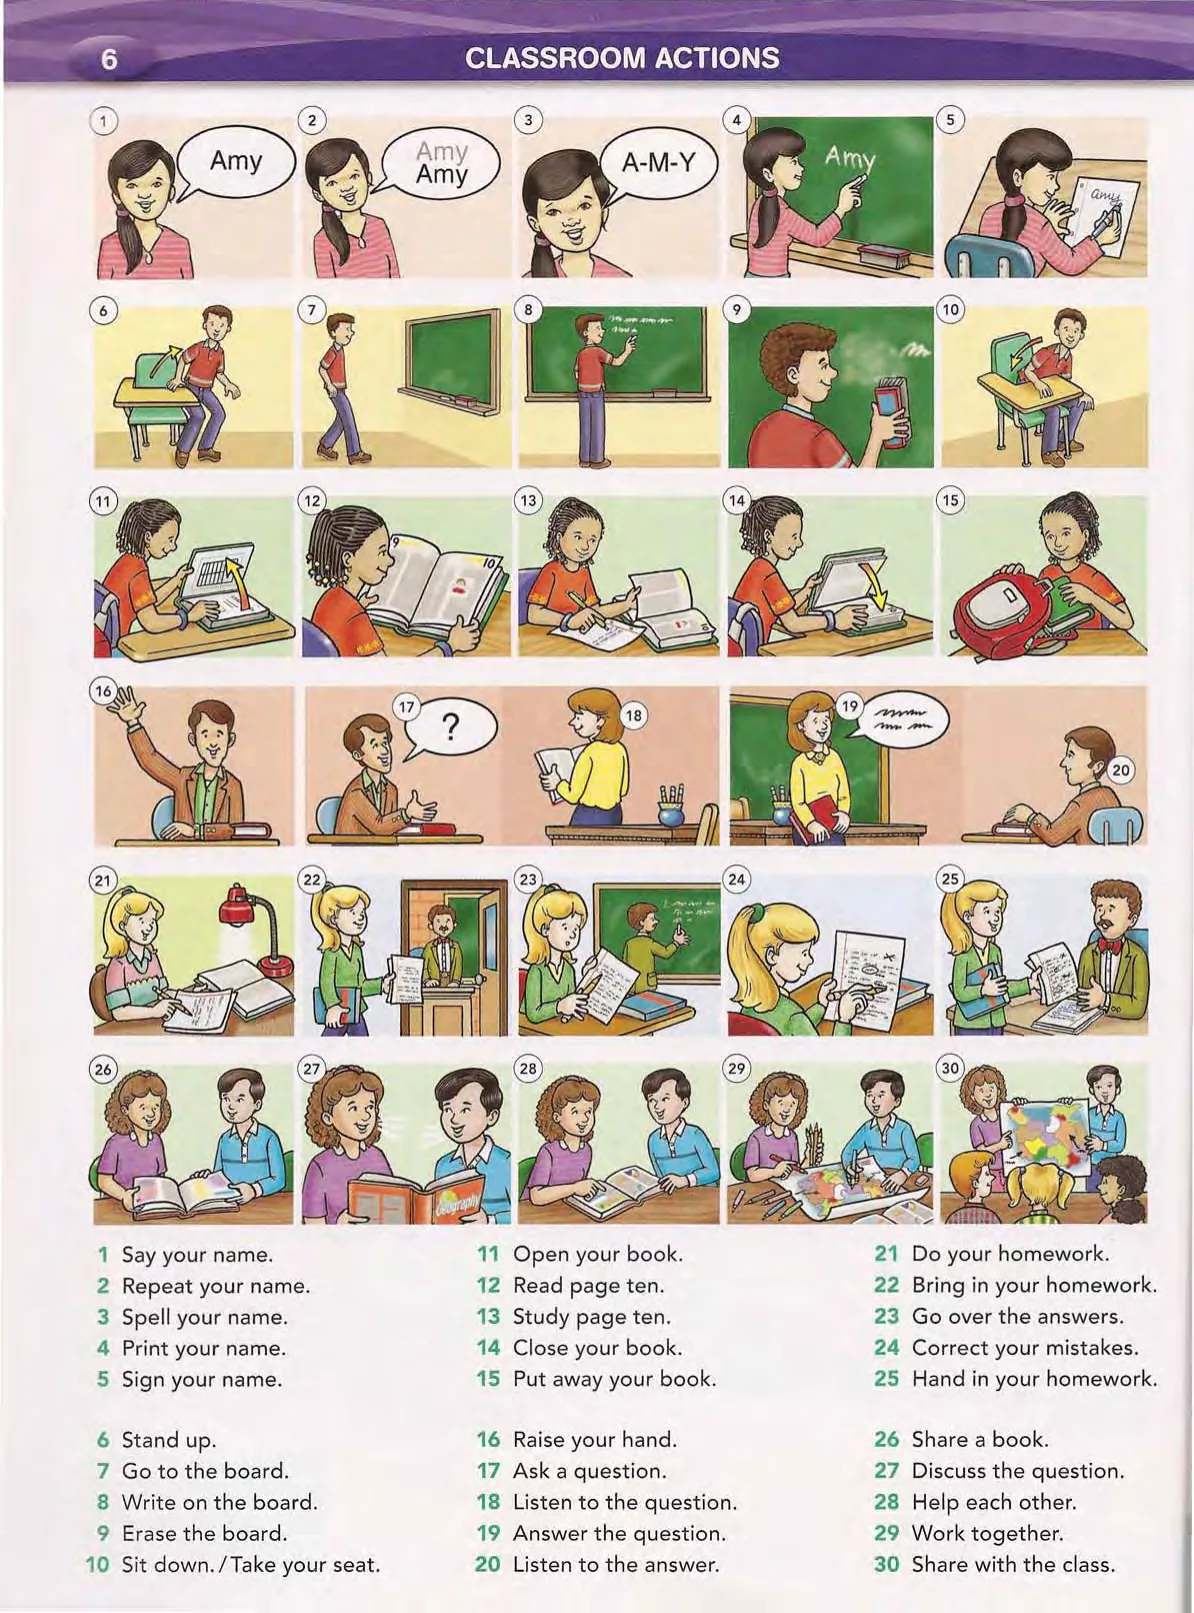 6
CLASSROOM ACTIONS
1
Amy
2
Amy
Amy
3
A-M-Y
4
Amy
5
Amy
6
7
8
9
10
11
12
9
10
13
14
15
16
17
?
18
19
20
21
22
23
24
25
26
27
Geography
28
29
30
1 Say your name.
2 Repeat your name.
3 Spell your name.
4 Print your name.
5 Sign your name.
6 Stand up.
7 Go to the board.
8 Write on the board.
9 Erase the board.
10 Sit down. / Take your seat.
11 Open your book.
12 Read page ten.
13 Study page ten.
14 Close your book.
15 Put away your book.
16 Raise your hand.
17 Ask a question.
18 Listen to the question.
19 Answer the question.
20 Listen to the answer.
21 Do your homework.
22 Bring in your homework.
23 Go over the answers.
24 Correct your mistakes.
25 Hand in your homework.
26 Share a book.
27 Discuss the question.
28 Help each other.
29 Work together.
30 Share with the class.